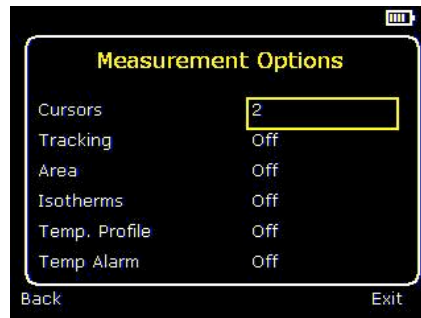 Measurement Options
Cursors 2
Tracking Off
Area Off
Isotherms Off
Temp. Profile Off
Temp Alarm Off
Back Exit